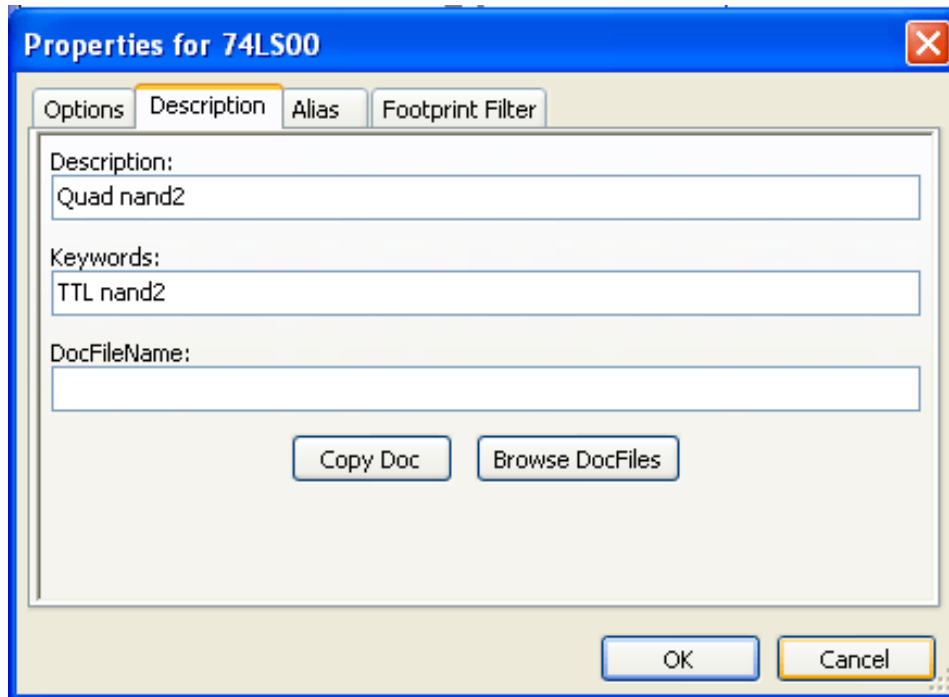 Properties for 74LS00
Options Description Alias Footprint Filter
Description:
Quad nand2
Keywords:
TTL nand2
DocFileName:
Copy Doc Browse DocFiles
OK Cancel